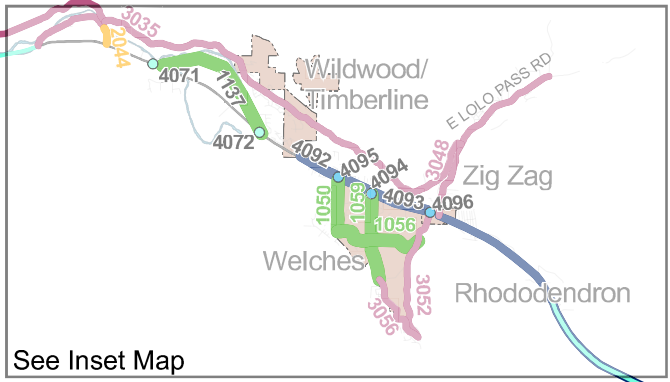 3035
2044
4071
1137
Wildwood/
Timberline
E LOLO PASS RD
4072
4092
4095
4094
3048
Zig Zag
1050
1059
4093
4096
1056
Welches
3052
Rhododendron
3056
See Inset Map